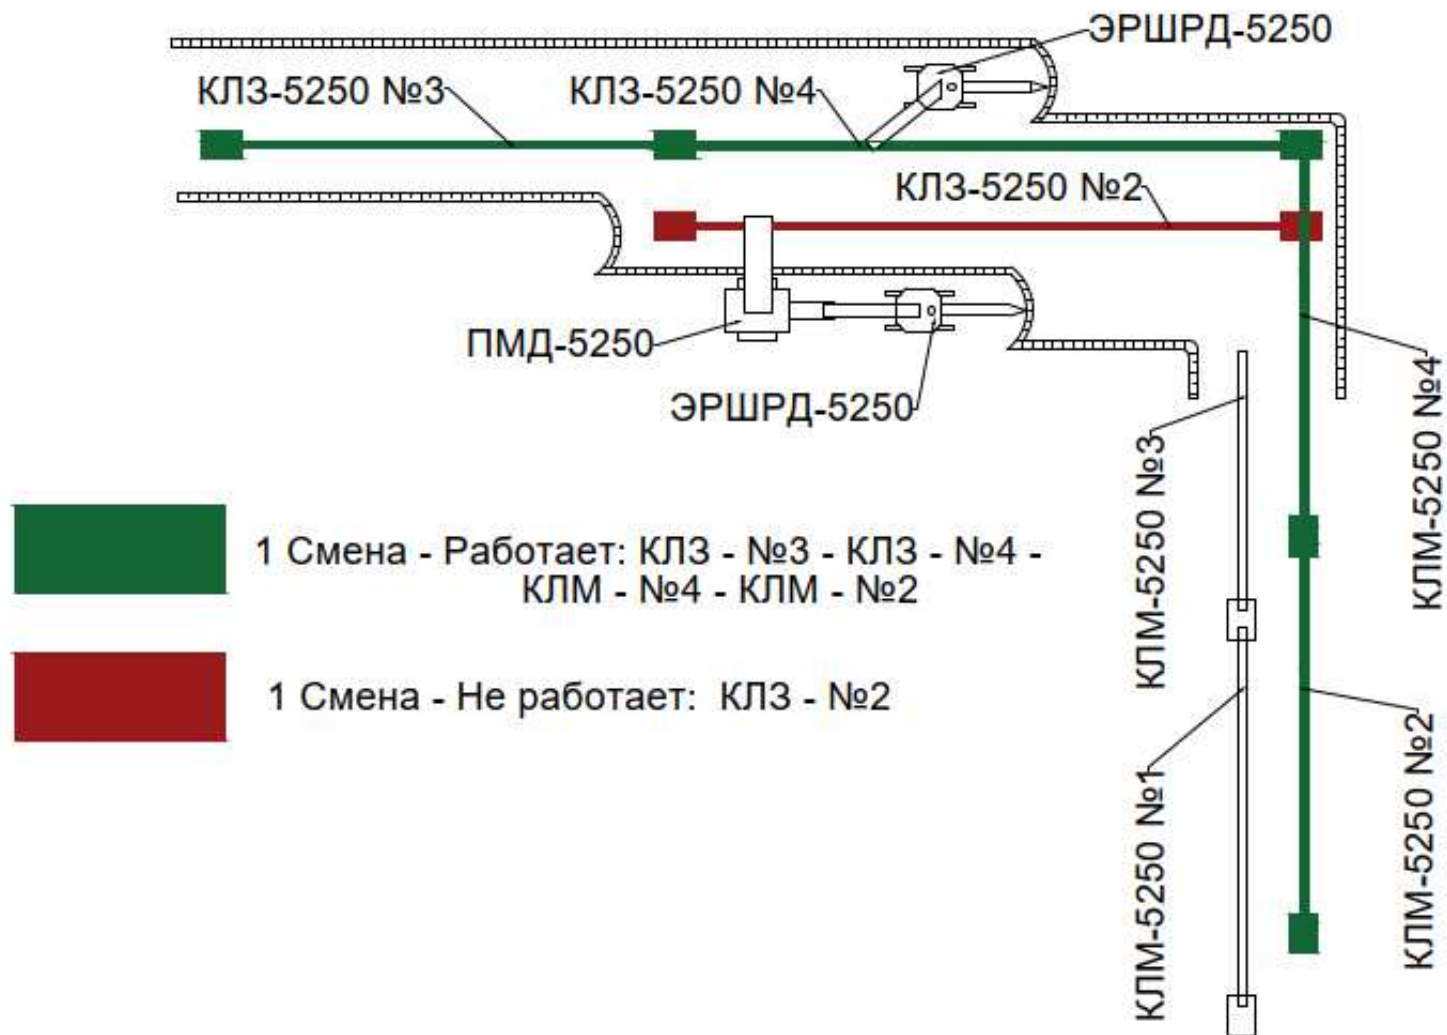 ЭРШРД-5250
КЛЗ-5250 №3
КЛЗ-5250 №4
КЛЗ-5250 №2
ПМД-5250
ЭРШРД-5250
КЛМ-5250 №3
КЛМ-5250 №4
1 Смена - Работает: КЛЗ - №3 - КЛЗ - №4 -
КЛМ - №4 - КЛМ - №2
1 Смена - Не работает: КЛЗ - №2
КЛМ-5250 №1
КЛМ-5250 №2